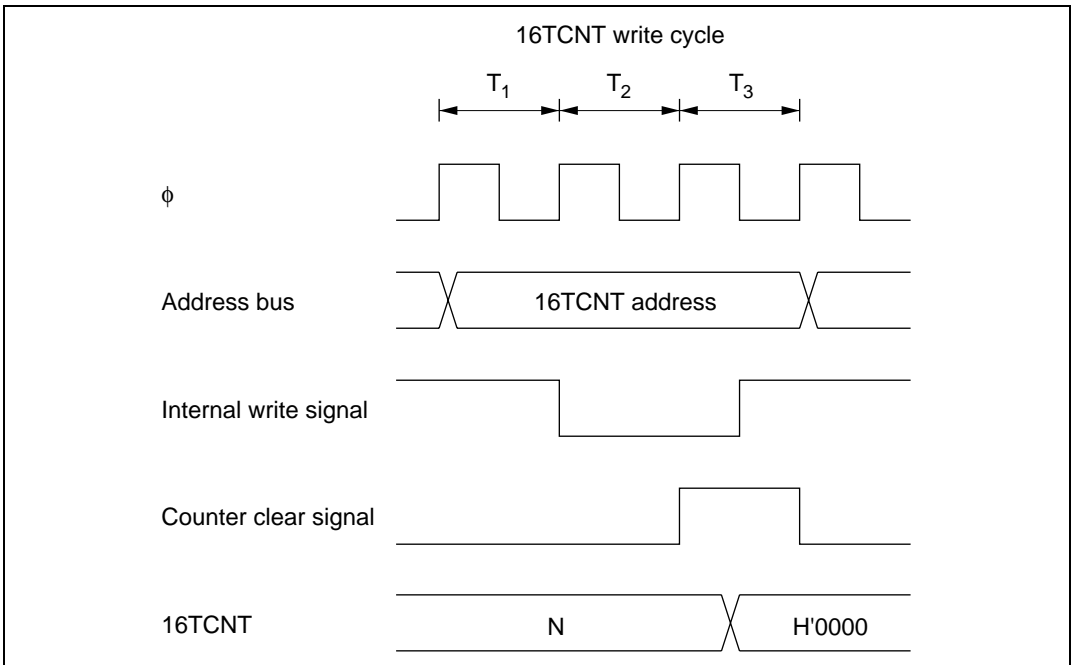 16TCNT write cycle
T1 T2 T3
ϕ
Address bus 16TCNT address
Internal write signal
Counter clear signal
16TCNT N H'0000